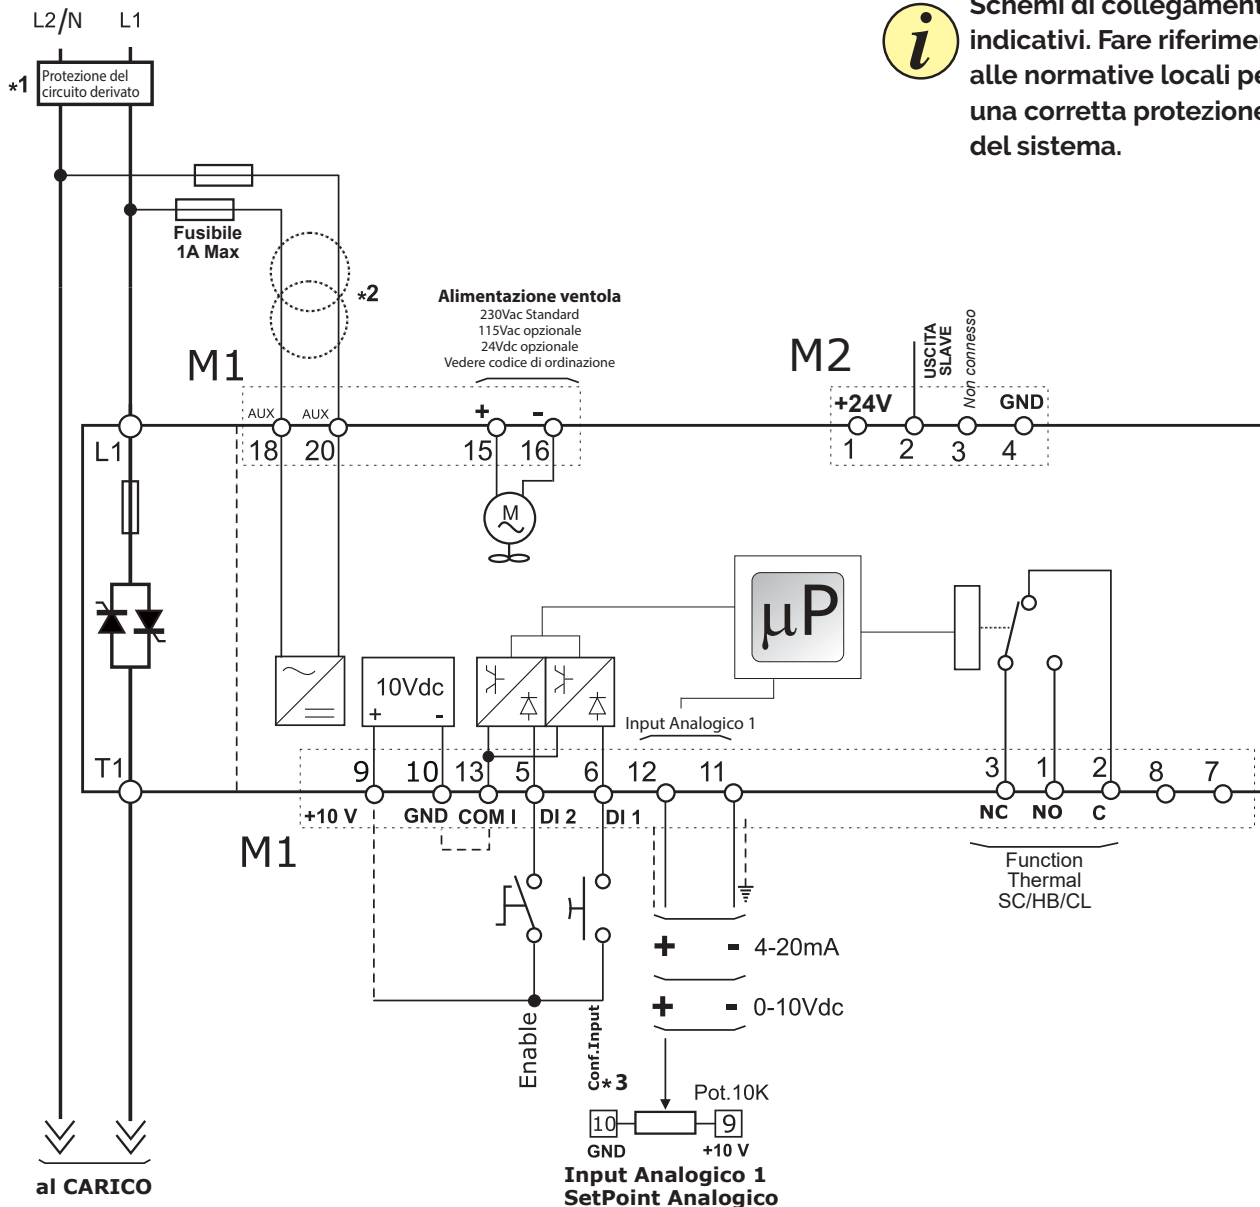 L2/N L1
*1 Protezione del
circuito derivato
indicativi. Fare
alle normative locali
una corretta protezione
del sistema.
Schemi di
i
Fusibile
1A Max
*2
Alimentazione ventola
230Vac Standard
115Vac opzionale
24Vdc opzionale
Vedere codice di ordinazione
M1
M2
USCITA
SLAVE
Non connesso
AUX AUX + -
+24V GND
L1 18 20 15 16
1 2 3 4
M
µP
10Vdc
+ -
Input Analogico 1
T1 9 10 13 5 6 12 11 3 1 2 8 7
+10 V GND COM I DI 2 DI 1 NC NO C
M1
Function
Thermal
SC/HB/CL
+ - 4-20mA
+ - 0-10Vdc
Enable
Conf.Input
*3
Pot.10K
10 9
GND +10 V
al CARICO
Input Analogico 1
SetPoint Analogico